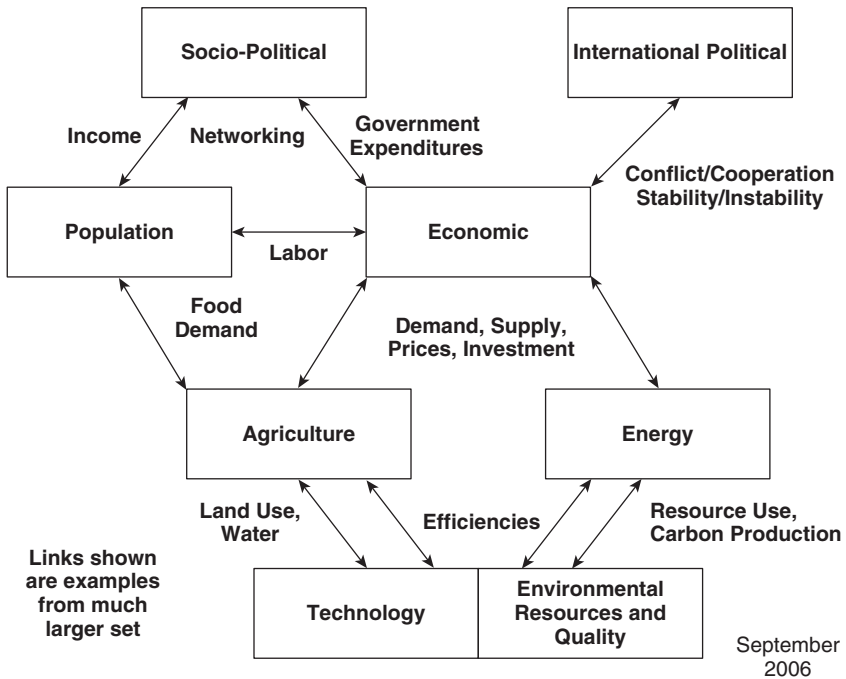 Socio-Political
International Political
Income
Networking
Government
Expenditures
Conflict/Cooperation
Stability/Instability
Population
Economic
Labor
Food
Demand
Demand, Supply,
Prices, Investment
Agriculture
Energy
Land Use,
Water
Efficiencies
Resource Use,
Carbon Production
Links shown
are examples
from much
larger set
Technology
Environmental
Resources and
Quality
September
2006